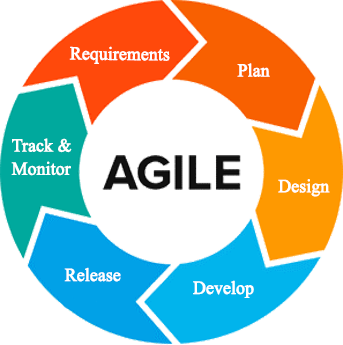 Requirements
Plan
Design
Develop
Release
Track &
Monitor
AGILE